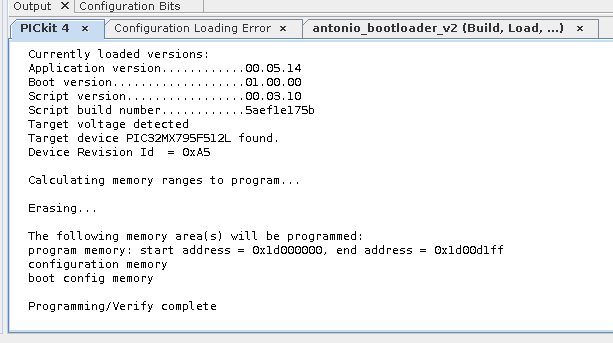 Output × Configuration Bits
PICkit 4 × Configuration Loading Error × antonio_bootloader_v2 (Build, Load, ...) ×
Currently loaded versions:
Application version............00.05.14
Boot version...................01.00.00
Script version.................00.03.10
Script build number............5aef1e175b
Target voltage detected
Target device PIC32MX795F512L found.
Device Revision Id  = 0xA5
Calculating memory ranges to program...
Erasing...
The following memory area(s) will be programmed:
program memory: start address = 0x1d000000, end address = 0x1d00d1ff
configuration memory
boot config memory
Programming/Verify complete